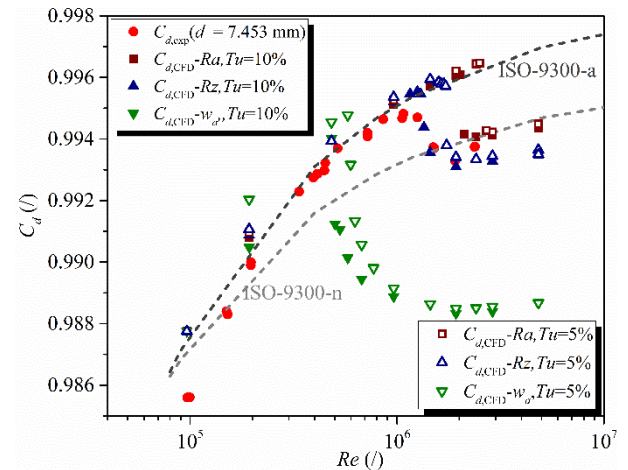 0.998
0.996
0.994
0.992
0.990
0.988
0.986
C_d (/)
C_d,exp(d = 7.453 mm)
C_d,CFD-Ra,Tu=10%
C_d,CFD-Rz,Tu=10%
C_d,CFD-w_a,Tu=10%
ISO-9300-a
ISO-9300-n
C_d,CFD-Ra,Tu=5%
C_d,CFD-Rz,Tu=5%
C_d,CFD-w_a,Tu=5%
10^5
10^6
10^7
Re (/)